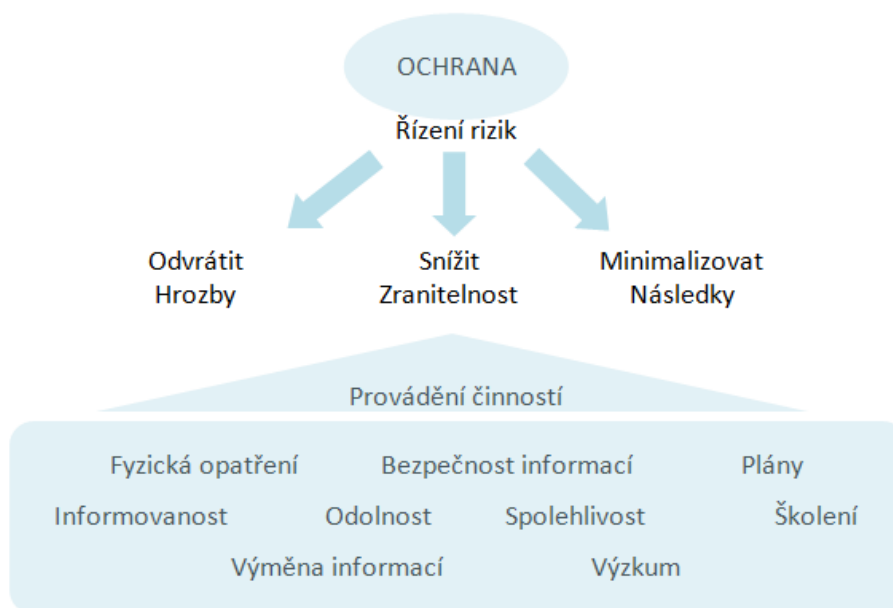 OCHRANA
Řízení rizik
Odvrátit
Hrozby
Snížit
Zranitelnost
Minimalizovat
Následky
Provádění činností
Fyzická opatření Bezpečnost informací Plány
Informovanost Odolnost Spolehlivost Školení
Výměna informací Výzkum